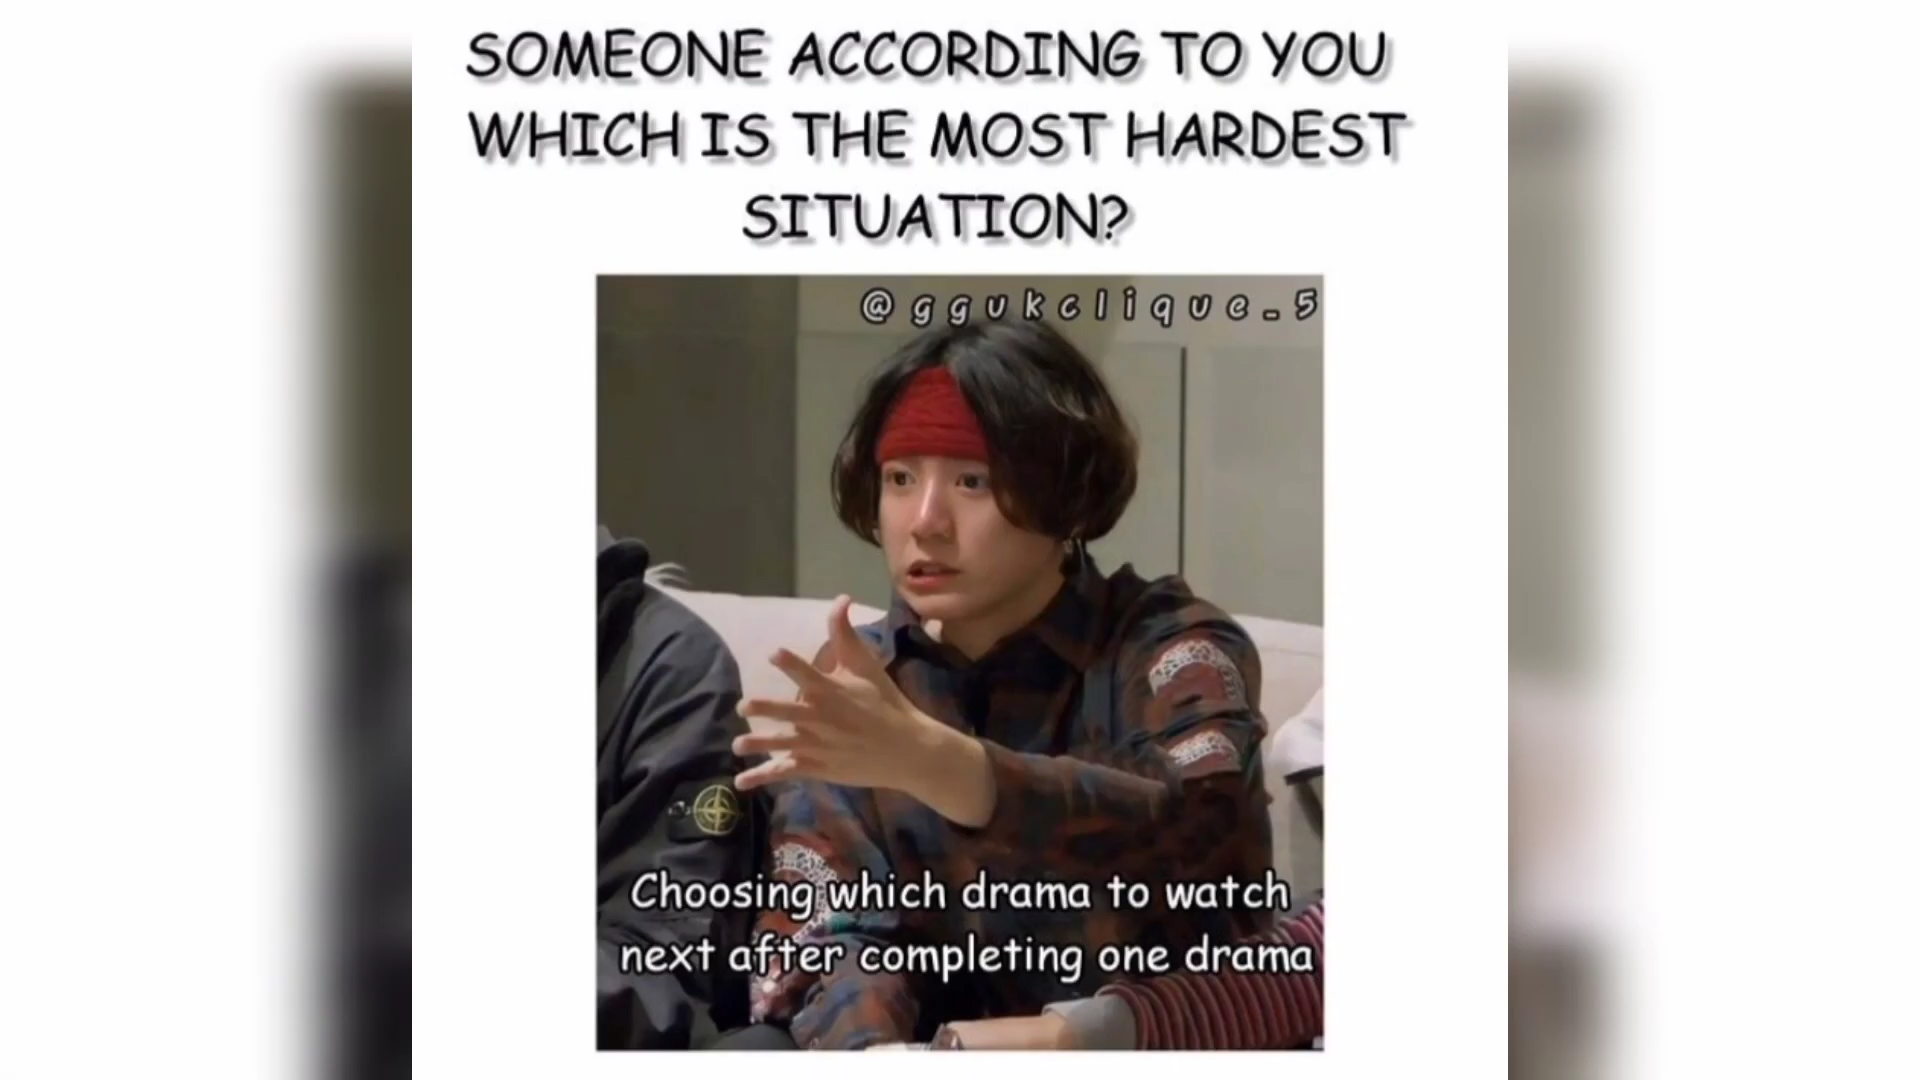 SOMEONE ACCORDING TO YOU
WHICH IS THE MOST HARDEST
SITUATION?
@ggukclique_5
Choosing which drama to watch
next after completing one drama